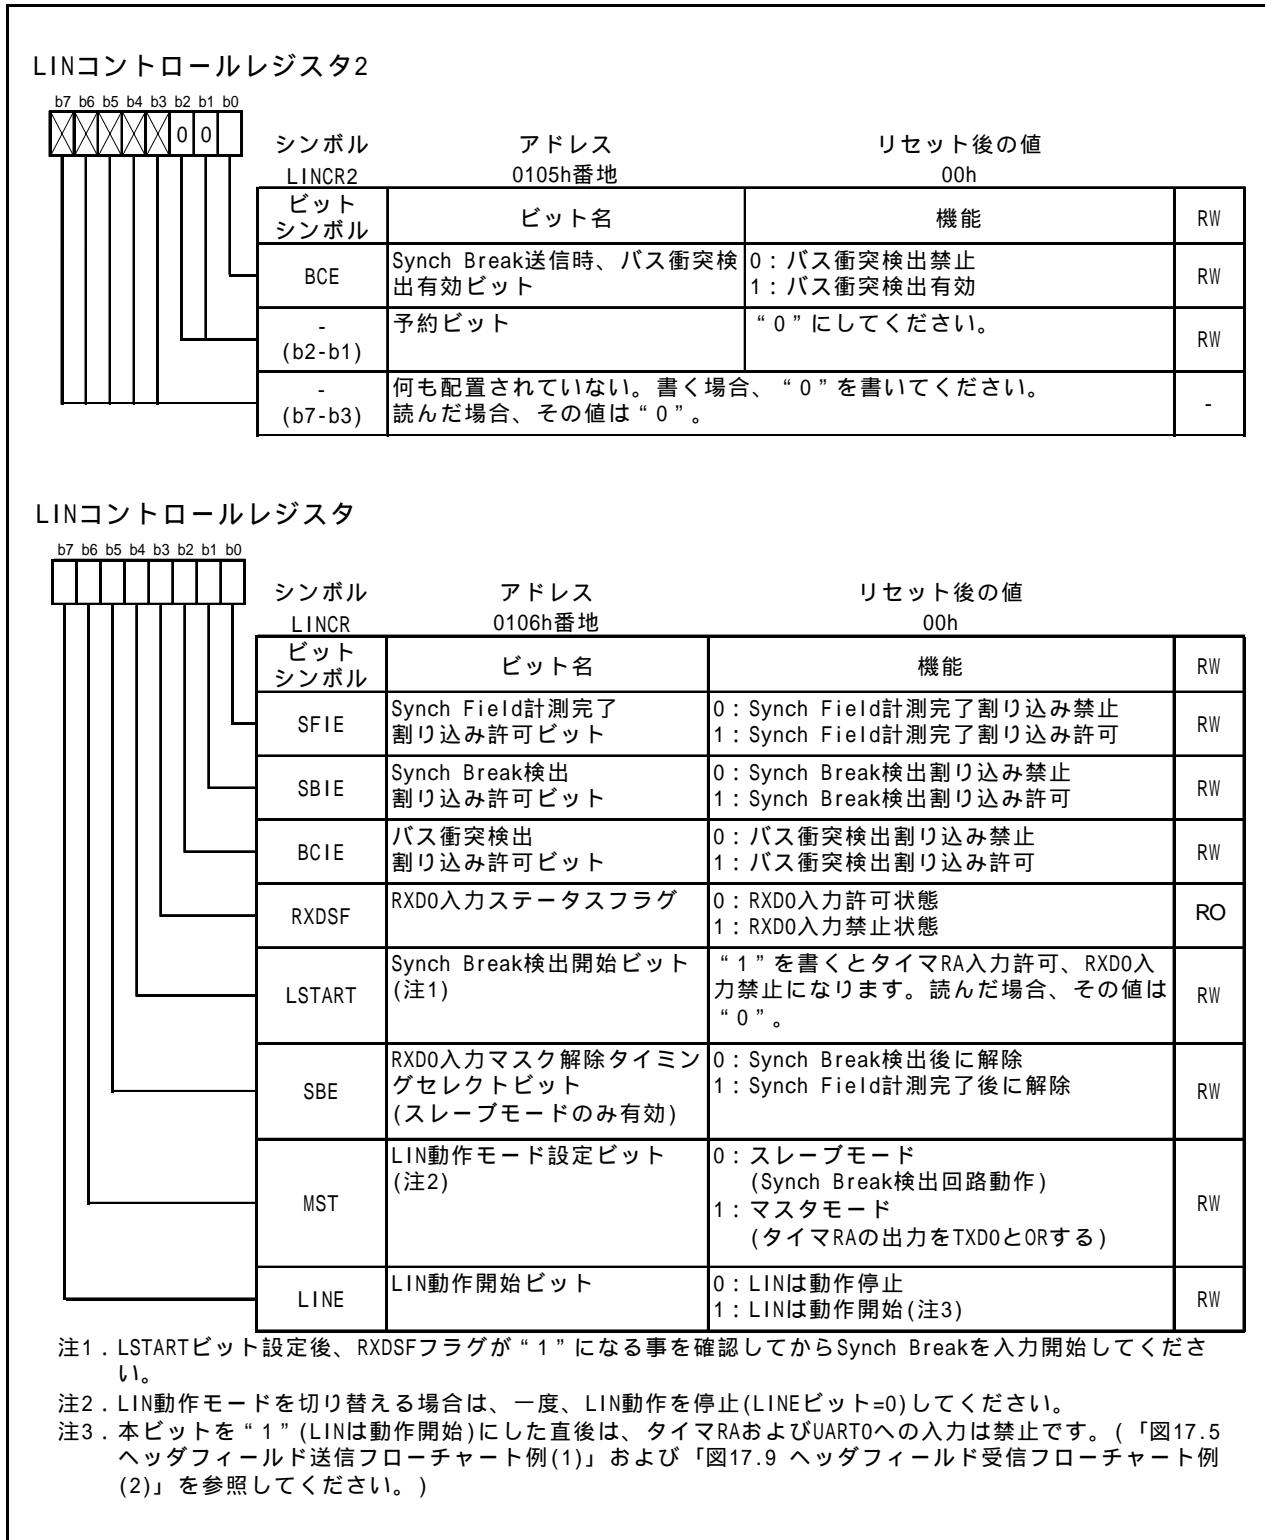 LINコントロールレジスタ2
b7 b6 b5 b4 b3 b2 b1 b0
0 0
シンボル アドレス リセット後の値
LINCR2 0105h番地 00h
ビット
シンボル ビット名 機能 RW
BCE Synch Break送信時、バス衝突検
出有効ビット 0：バス衝突検出禁止
1：バス衝突検出有効 RW
-
(b2-b1) 予約ビット “0”にしてください。 RW
-
(b7-b3) 何も配置されていない。書く場合、“0”を書いてください。
読んだ場合、その値は“0”。 -
LINコントロールレジスタ
b7 b6 b5 b4 b3 b2 b1 b0
シンボル アドレス リセット後の値
LINCR 0106h番地 00h
ビット
シンボル ビット名 機能 RW
SFIE Synch Field計測完了
割り込み許可ビット 0：Synch Field計測完了割り込み禁止
1：Synch Field計測完了割り込み許可 RW
SBIE Synch Break検出
割り込み許可ビット 0：Synch Break検出割り込み禁止
1：Synch Break検出割り込み許可 RW
BCIE バス衝突検出
割り込み許可ビット 0：バス衝突検出割り込み禁止
1：バス衝突検出割り込み許可 RW
RXDSF RXD0入力ステータスフラグ 0：RXD0入力許可状態
1：RXD0入力禁止状態 RO
LSTART Synch Break検出開始ビット
(注1) “1”を書くとタイマRA入力許可、RXD0入
力禁止になります。読んだ場合、その値は
“0”。 RW
SBE RXD0入力マスク解除タイミン
グセレクトビット
(スレーブモードのみ有効) 0：Synch Break検出後に解除
1：Synch Field計測完了後に解除 RW
MST LIN動作モード設定ビット
(注2) 0：スレーブモード
(Synch Break検出回路動作)
1：マスタモード
(タイマRAの出力をTXD0とORする) RW
LINE LIN動作開始ビット 0：LINは動作停止
1：LINは動作開始(注3) RW
注1．LSTARTビット設定後、RXDSFフラグが“1”になる事を確認してからSynch Breakを入力開始してくださ
い。
注2．LIN動作モードを切り替える場合は、一度、LIN動作を停止(LINEビット=0)してください。
注3．本ビットを“1”(LINは動作開始)にした直後は、タイマRAおよびUART0への入力は禁止です。(「図17.5
ヘッダフィールド送信フローチャート例(1)」および「図17.9 ヘッダフィールド受信フローチャート例
(2)」を参照してください。)